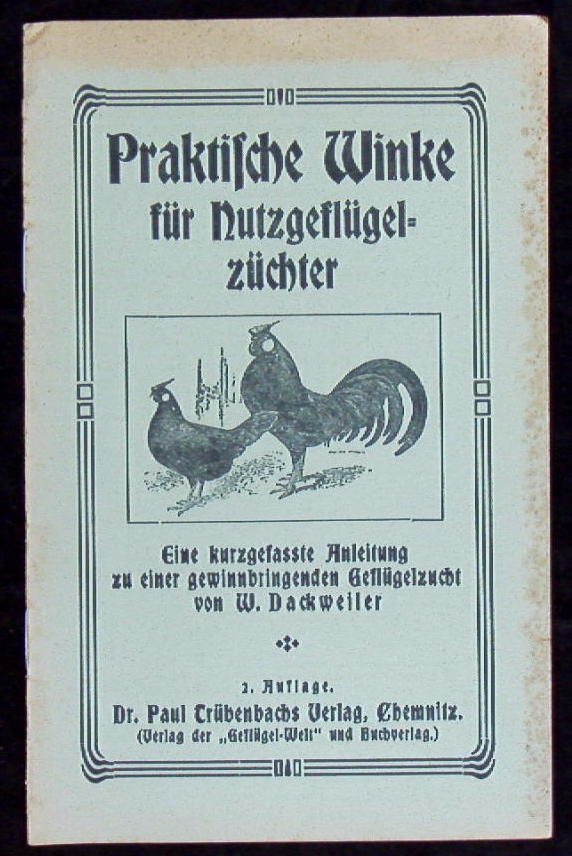 Praktiſche Winke
für Nutzgeflügel=
züchter
Eine kurzgefasste Anleitung
zu einer gewinnbringenden Geflügelzucht
von W. Dackweiler
2. Auflage.
Dr. Paul Trübenbachs Verlag, Chemnitz.
(Verlag der „Geflügel-Welt" und Buchverlag.)